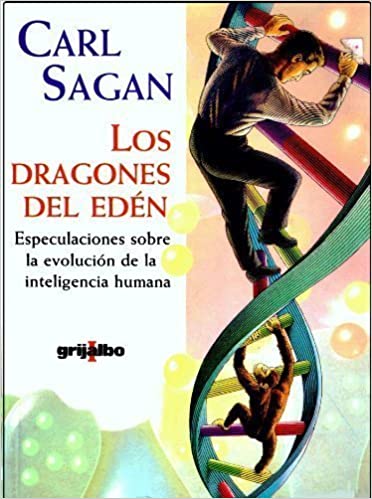 CARL
SAGAN
LOS
DRAGONES
DEL EDÉN
Especulaciones sobre
la evolución de la
inteligencia humana
grijalbo